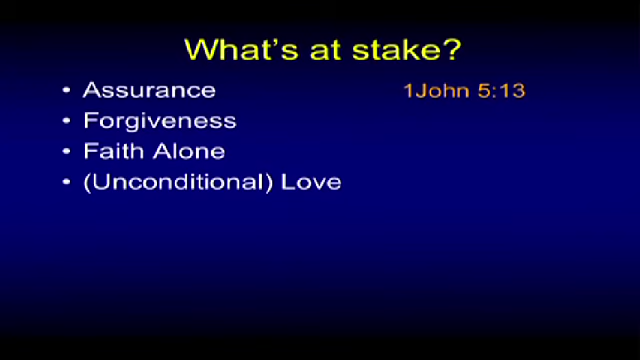 What's at stake?
• Assurance 1John 5:13
• Forgiveness
• Faith Alone
• (Unconditional) Love